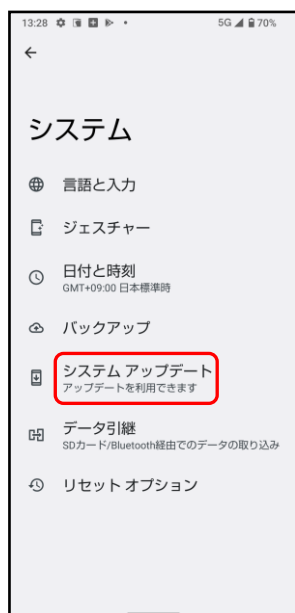 13:28 5G 70%
システム
言語と入力
ジェスチャー
日付と時刻
GMT+09:00 日本標準時
バックアップ
システム アップデート
アップデートを利用できます
データ引継
SDカード/Bluetooth経由でのデータの取り込み
リセット オプション